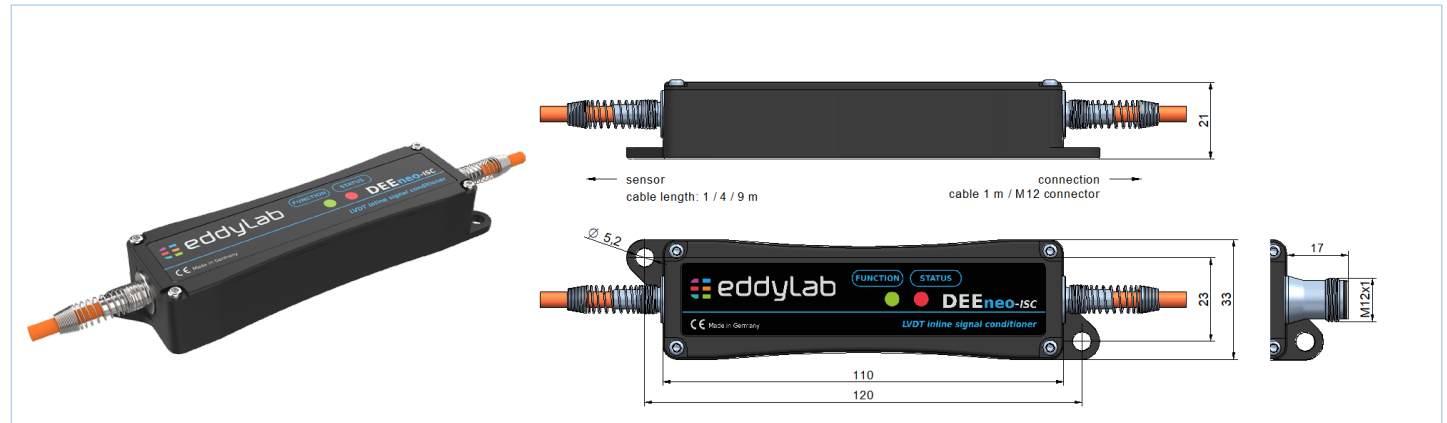 eddyLab
FUNCTION
STATUS
DEEneo-ISC
LVDT inline signal conditioner
CE Made in Germany
21
sensor
cable length: 1 / 4 / 9 m
connection
cable 1 m / M12 connector
Ø 5,2
eddyLab
FUNCTION
STATUS
DEEneo-ISC
CE Made in Germany
LVDT inline signal conditioner
23
33
110
120
17
M12x1